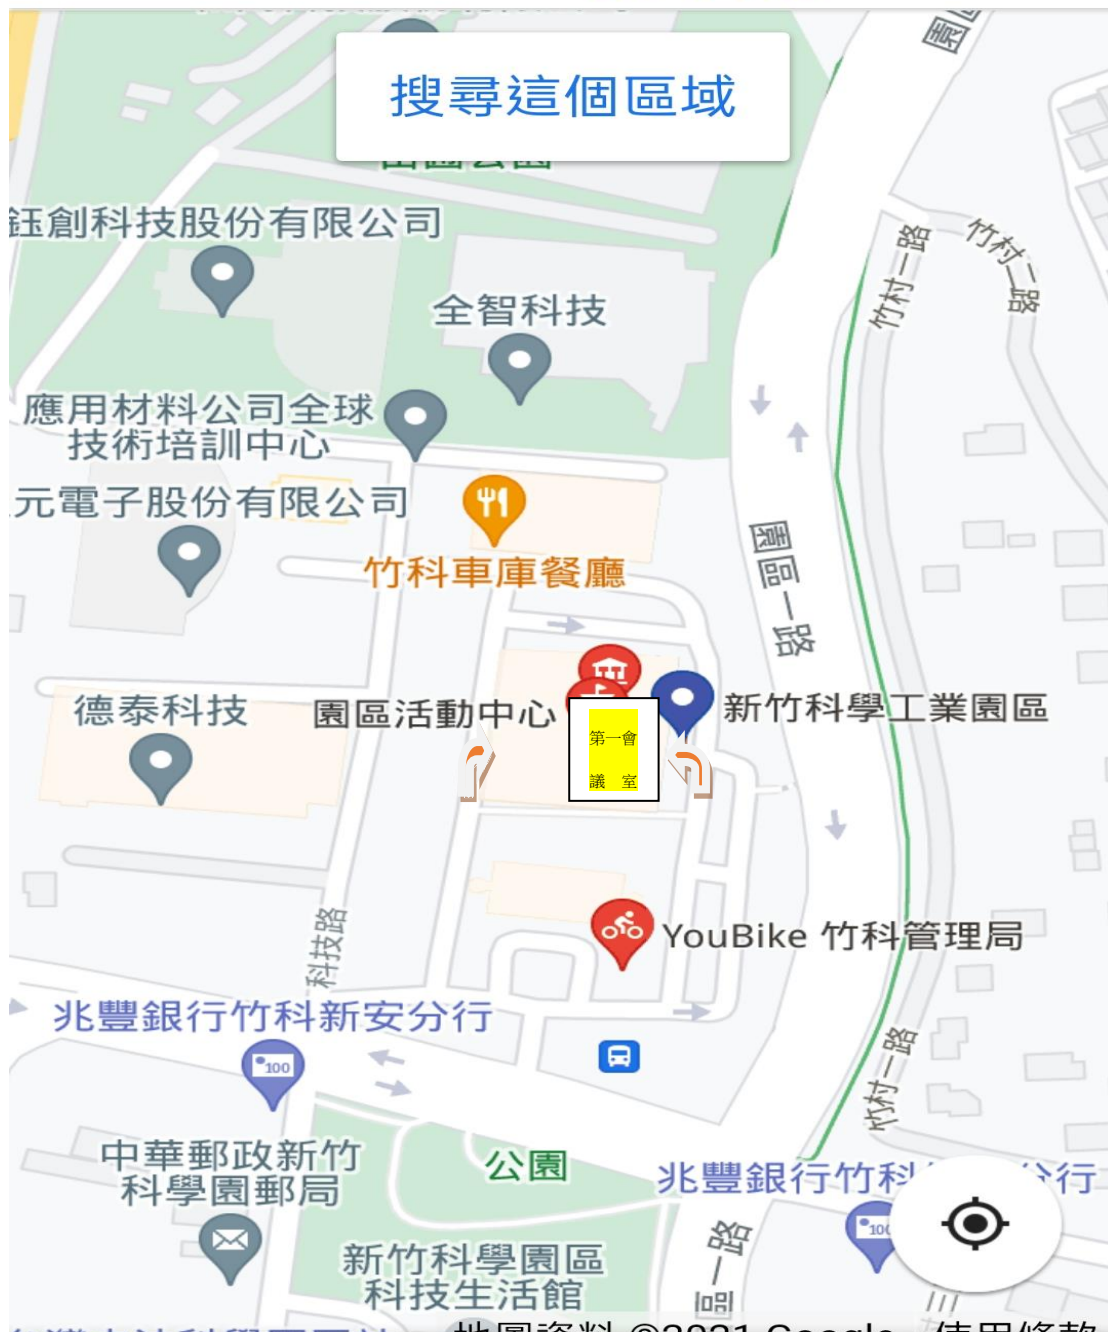 搜尋這個區域
鈺創科技股份有限公司
全智科技
竹村一路
竹村二路
應用材料公司全球
技術培訓中心
元電子股份有限公司
竹科車庫餐廳
園區一路
德泰科技
園區活動中心
第一會
議 室
新竹科學工業園區
YouBike 竹科管理局
科技路
兆豐銀行竹科新安分行
100
竹村一路
中華郵政新竹
科學園郵局
公園
兆豐銀行竹科
分行
100
新竹科學園區
科技生活館
區一路
地圖資料 ©2021 Google
使用條款